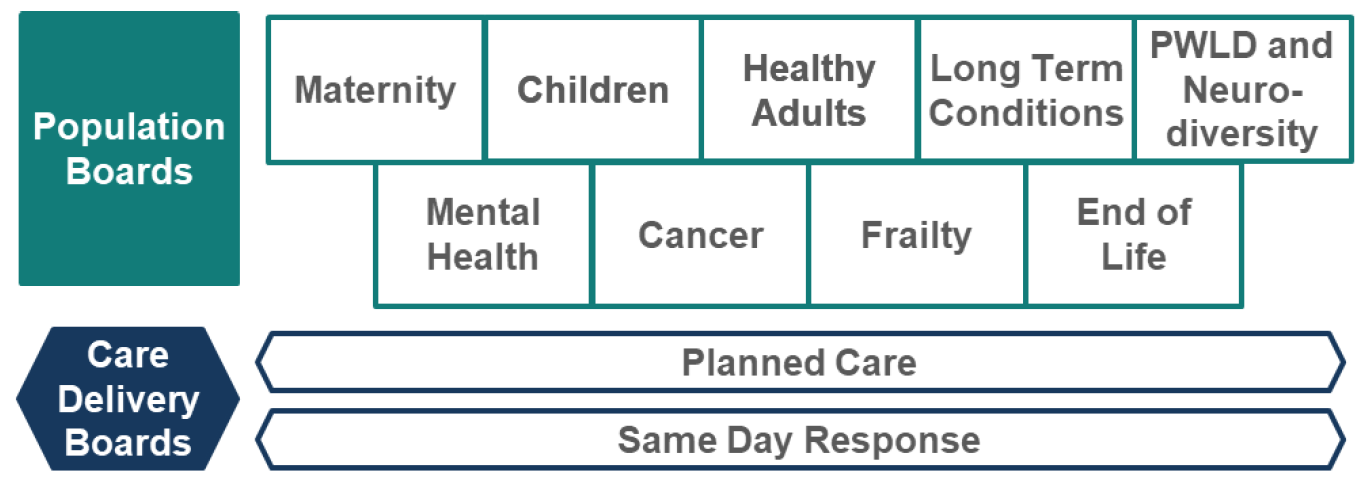 Population
Boards
Maternity
Children
Healthy
Adults
Long Term
Conditions
PWLD and
Neuro-
diversity
Mental
Health
Cancer
Frailty
End of
Life
Care
Delivery
Boards
Planned Care
Same Day Response